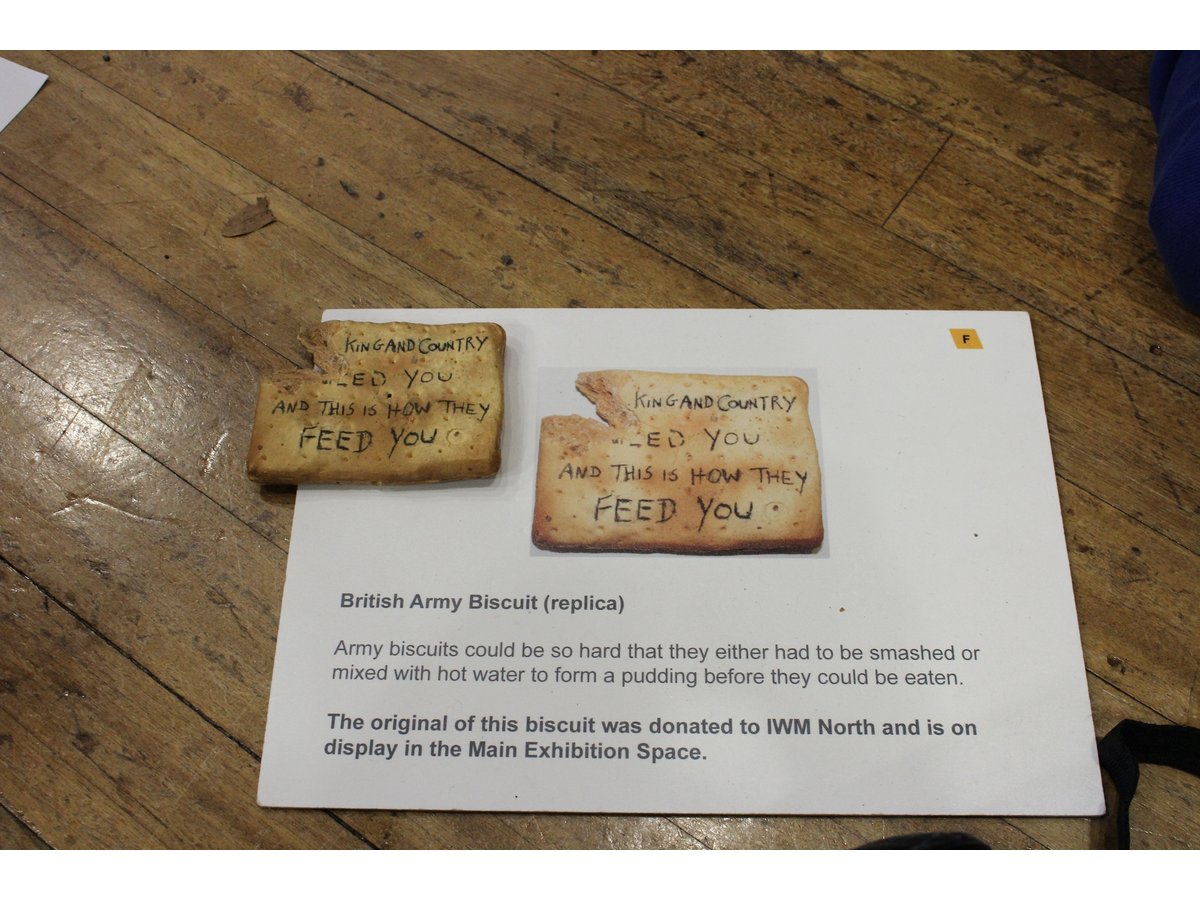 KING AND COUNTRY
YOU
AND THIS IS HOW THEY
FEED YOU
KING AND COUNTRY
YOU
AND THIS IS HOW THEY
FEED YOU
F
British Army Biscuit (replica)
Army biscuits could be so hard that they either had to be smashed or
mixed with hot water to form a pudding before they could be eaten.
The original of this biscuit was donated to IWM North and is on
display in the Main Exhibition Space.